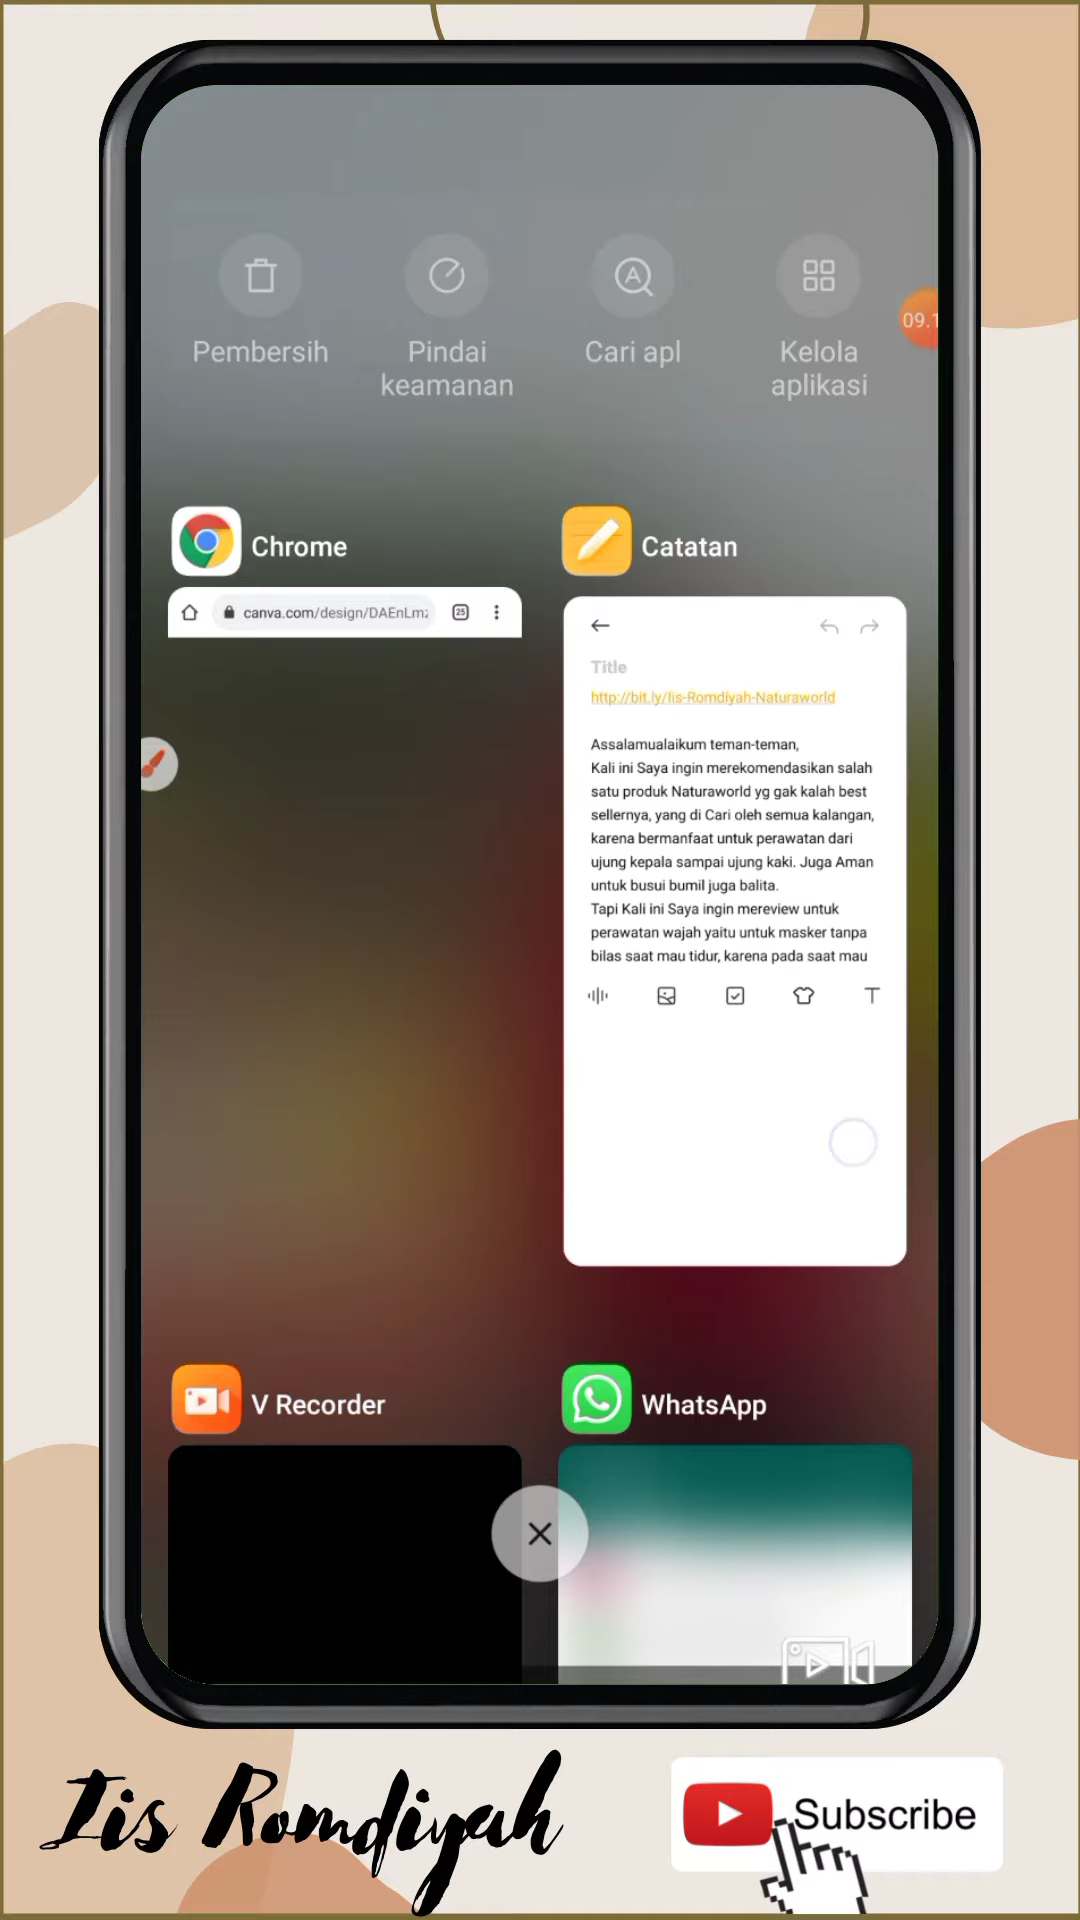 Pembersih
Pindai
keamanan
Cari apl
Kelola
aplikasi
09.1
Chrome
canva.com/design/DAEnLmz
25
Catatan
Title
http://bit.ly/Iis-Romdiyah-Naturaworld
Assalamualaikum teman-teman,
Kali ini Saya ingin merekomendasikan salah
satu produk Naturaworld yg gak kalah best
sellernya, yang di Cari oleh semua kalangan,
karena bermanfaat untuk perawatan dari
ujung kepala sampai ujung kaki. Juga Aman
untuk busui bumil juga balita.
Tapi Kali ini Saya ingin mereview untuk
perawatan wajah yaitu untuk masker tanpa
bilas saat mau tidur, karena pada saat mau
V Recorder
WhatsApp
Iis Romdiyah
Subscribe